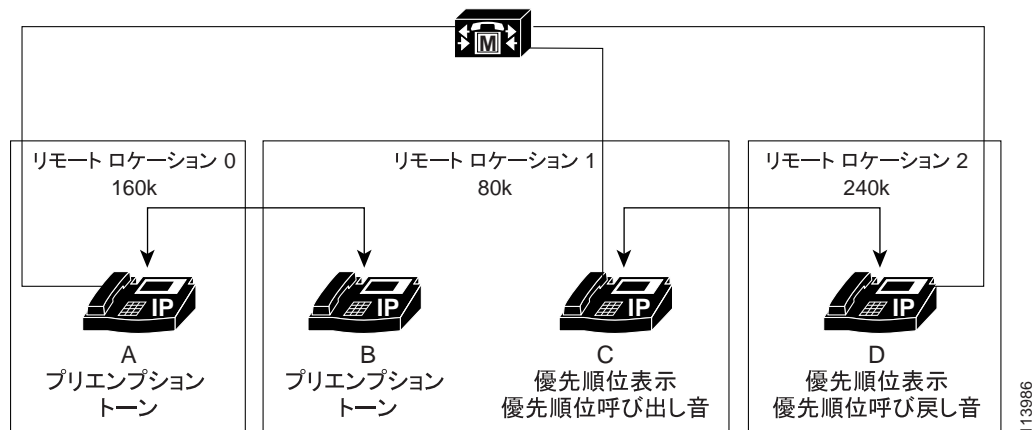 M
リモート ロケーション 0
160k
リモート ロケーション 1
80k
リモート ロケーション 2
240k
IP
IP
IP
IP
A
プリエンプション
トーン
B
プリエンプション
トーン
C
優先順位表示
優先順位呼び出し音
D
優先順位表示
優先順位呼び戻し音
113986